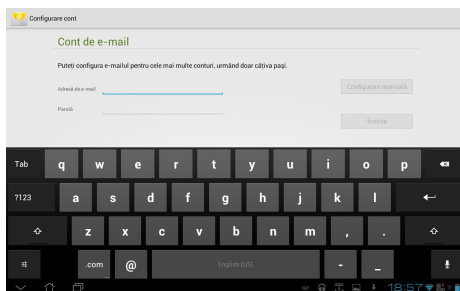 Configurare cont
Cont de e-mail
Puteți configura e-mailul pentru cele mai multe conturi, urmând doar câțiva pași.
Adresă de e-mail
Configurare manuală
Parolă
Înainte
Tab q w e r t y u i o p
?123 a s d f g h j k l
z x c v b n m , .
.com @ English (US) - _
18:57